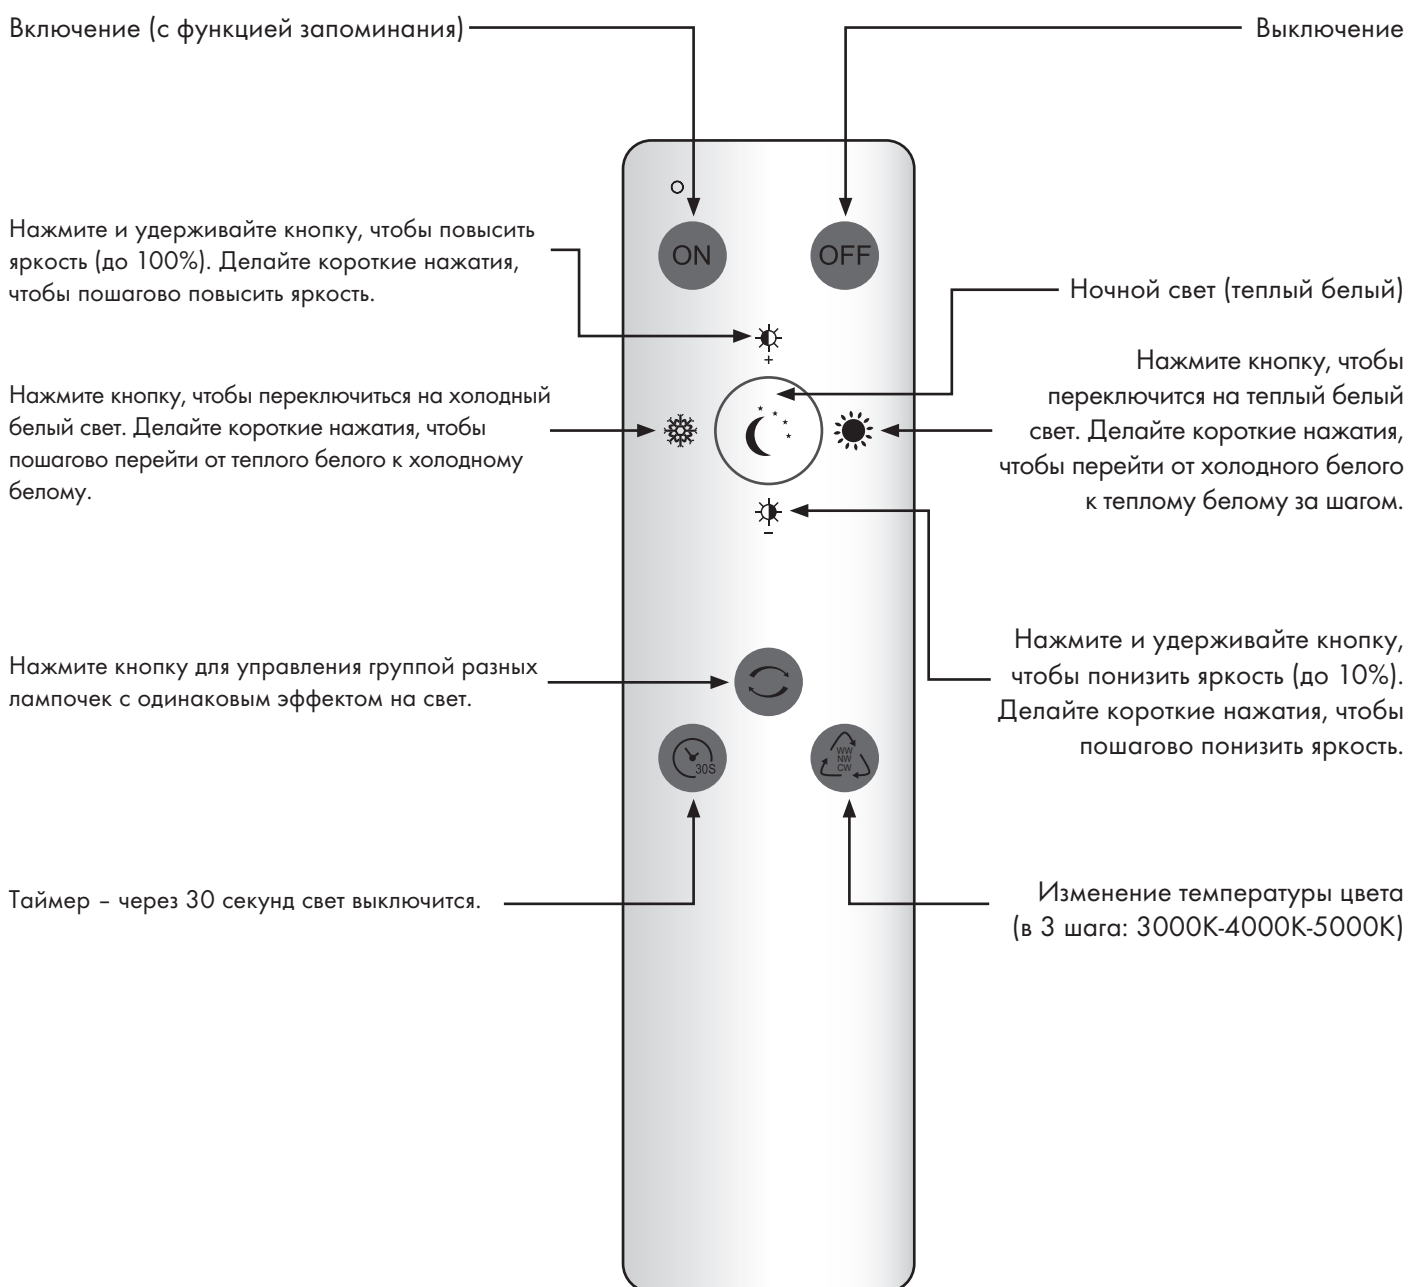 Включение (с функцией запоминания)
Выключение
ON
OFF
Нажмите и удерживайте кнопку, чтобы повысить
яркость (до 100%). Делайте короткие нажатия,
чтобы пошагово повысить яркость.
Ночной свет (теплый белый)
+
Нажмите кнопку, чтобы переключиться на холодный
белый свет. Делайте короткие нажатия, чтобы
пошагово перейти от теплого белого к холодному
белому.
Нажмите кнопку, чтобы
переключится на теплый белый
свет. Делайте короткие нажатия,
чтобы перейти от холодного белого
к теплому белому за шагом.
–
Нажмите и удерживайте кнопку,
чтобы понизить яркость (до 10%).
Делайте короткие нажатия, чтобы
пошагово понизить яркость.
Нажмите кнопку для управления группой разных
лампочек с одинаковым эффектом на свет.
30S
WW
NW
CW
Таймер – через 30 секунд свет выключится.
Изменение температуры цвета
(в 3 шага: 3000К-4000К-5000К)